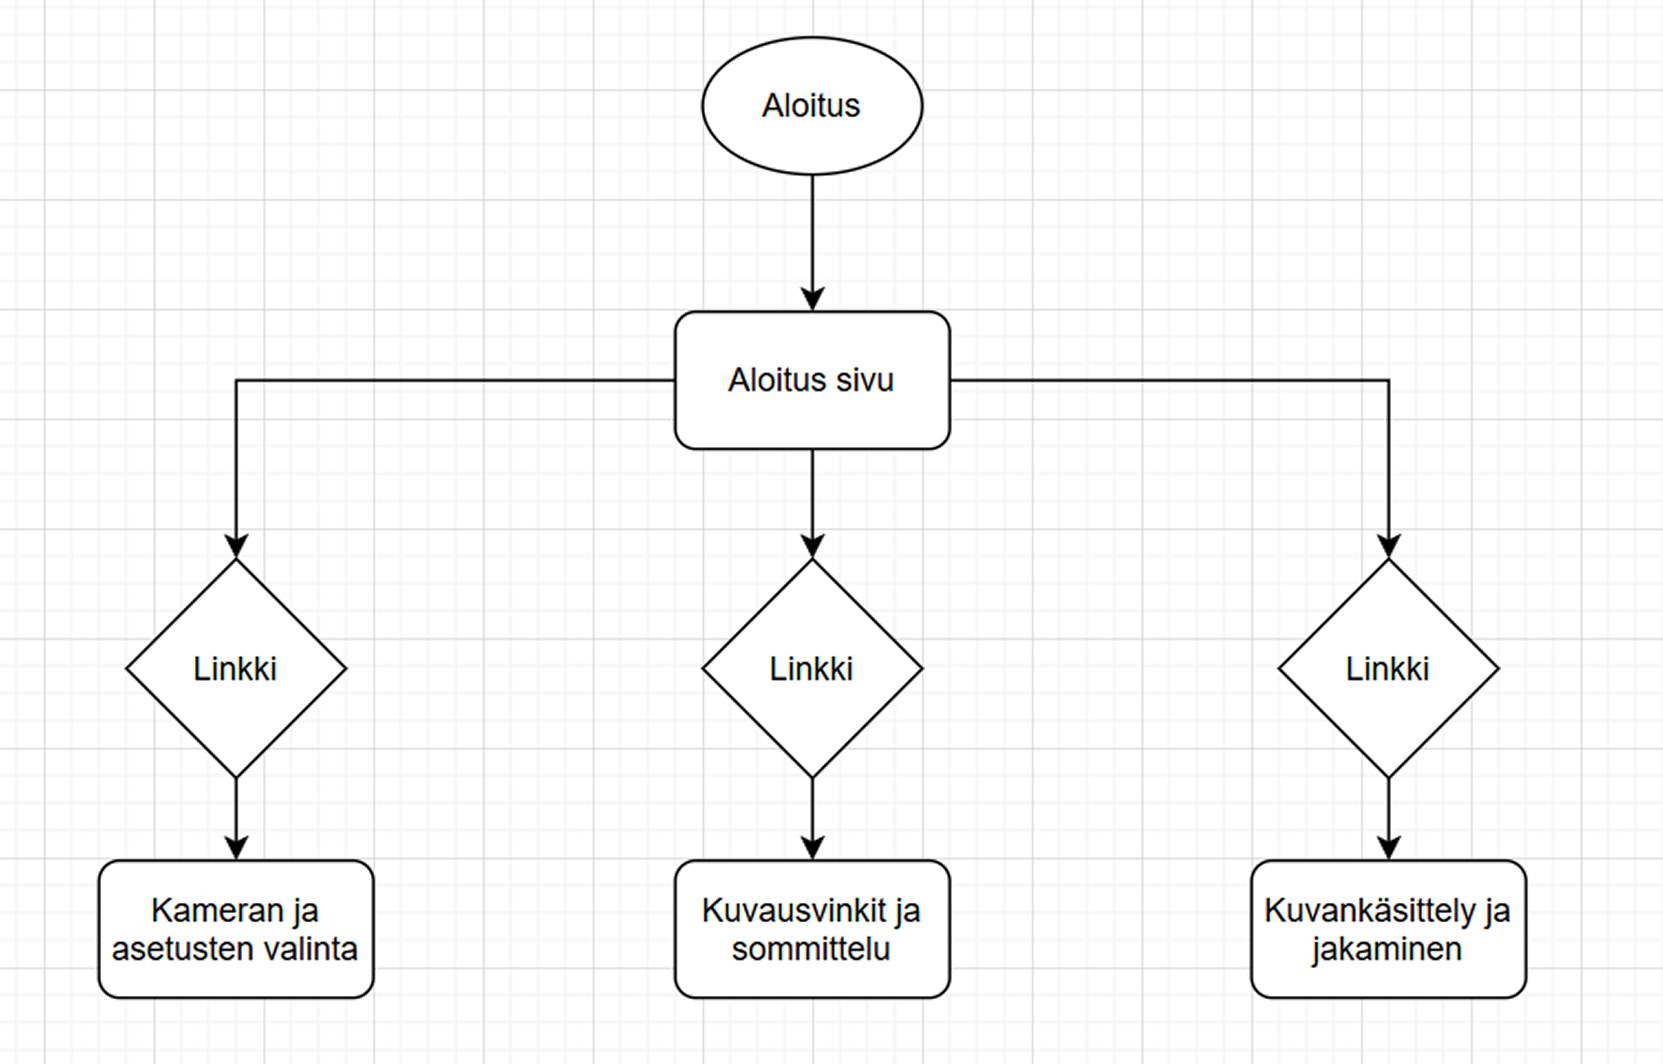 Aloitus
Aloitus sivu
Linkki
Linkki
Linkki
Kameran ja
asetusten valinta
Kuvausvinkit ja
sommittelu
Kuvankäsittely ja
jakaminen